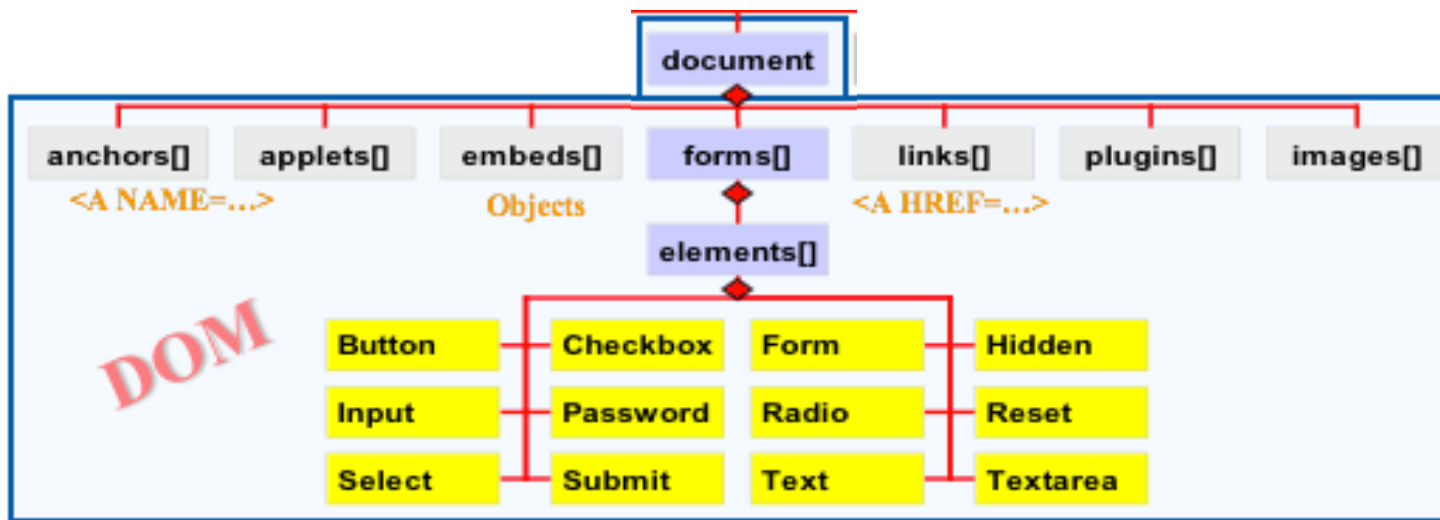 document
anchors[] applets[] embeds[] forms[] links[] plugins[] images[]
<A NAME=…> Objects <A HREF=…>
elements[]
DOM
Button Checkbox Form Hidden
Input Password Radio Reset
Select Submit Text Textarea